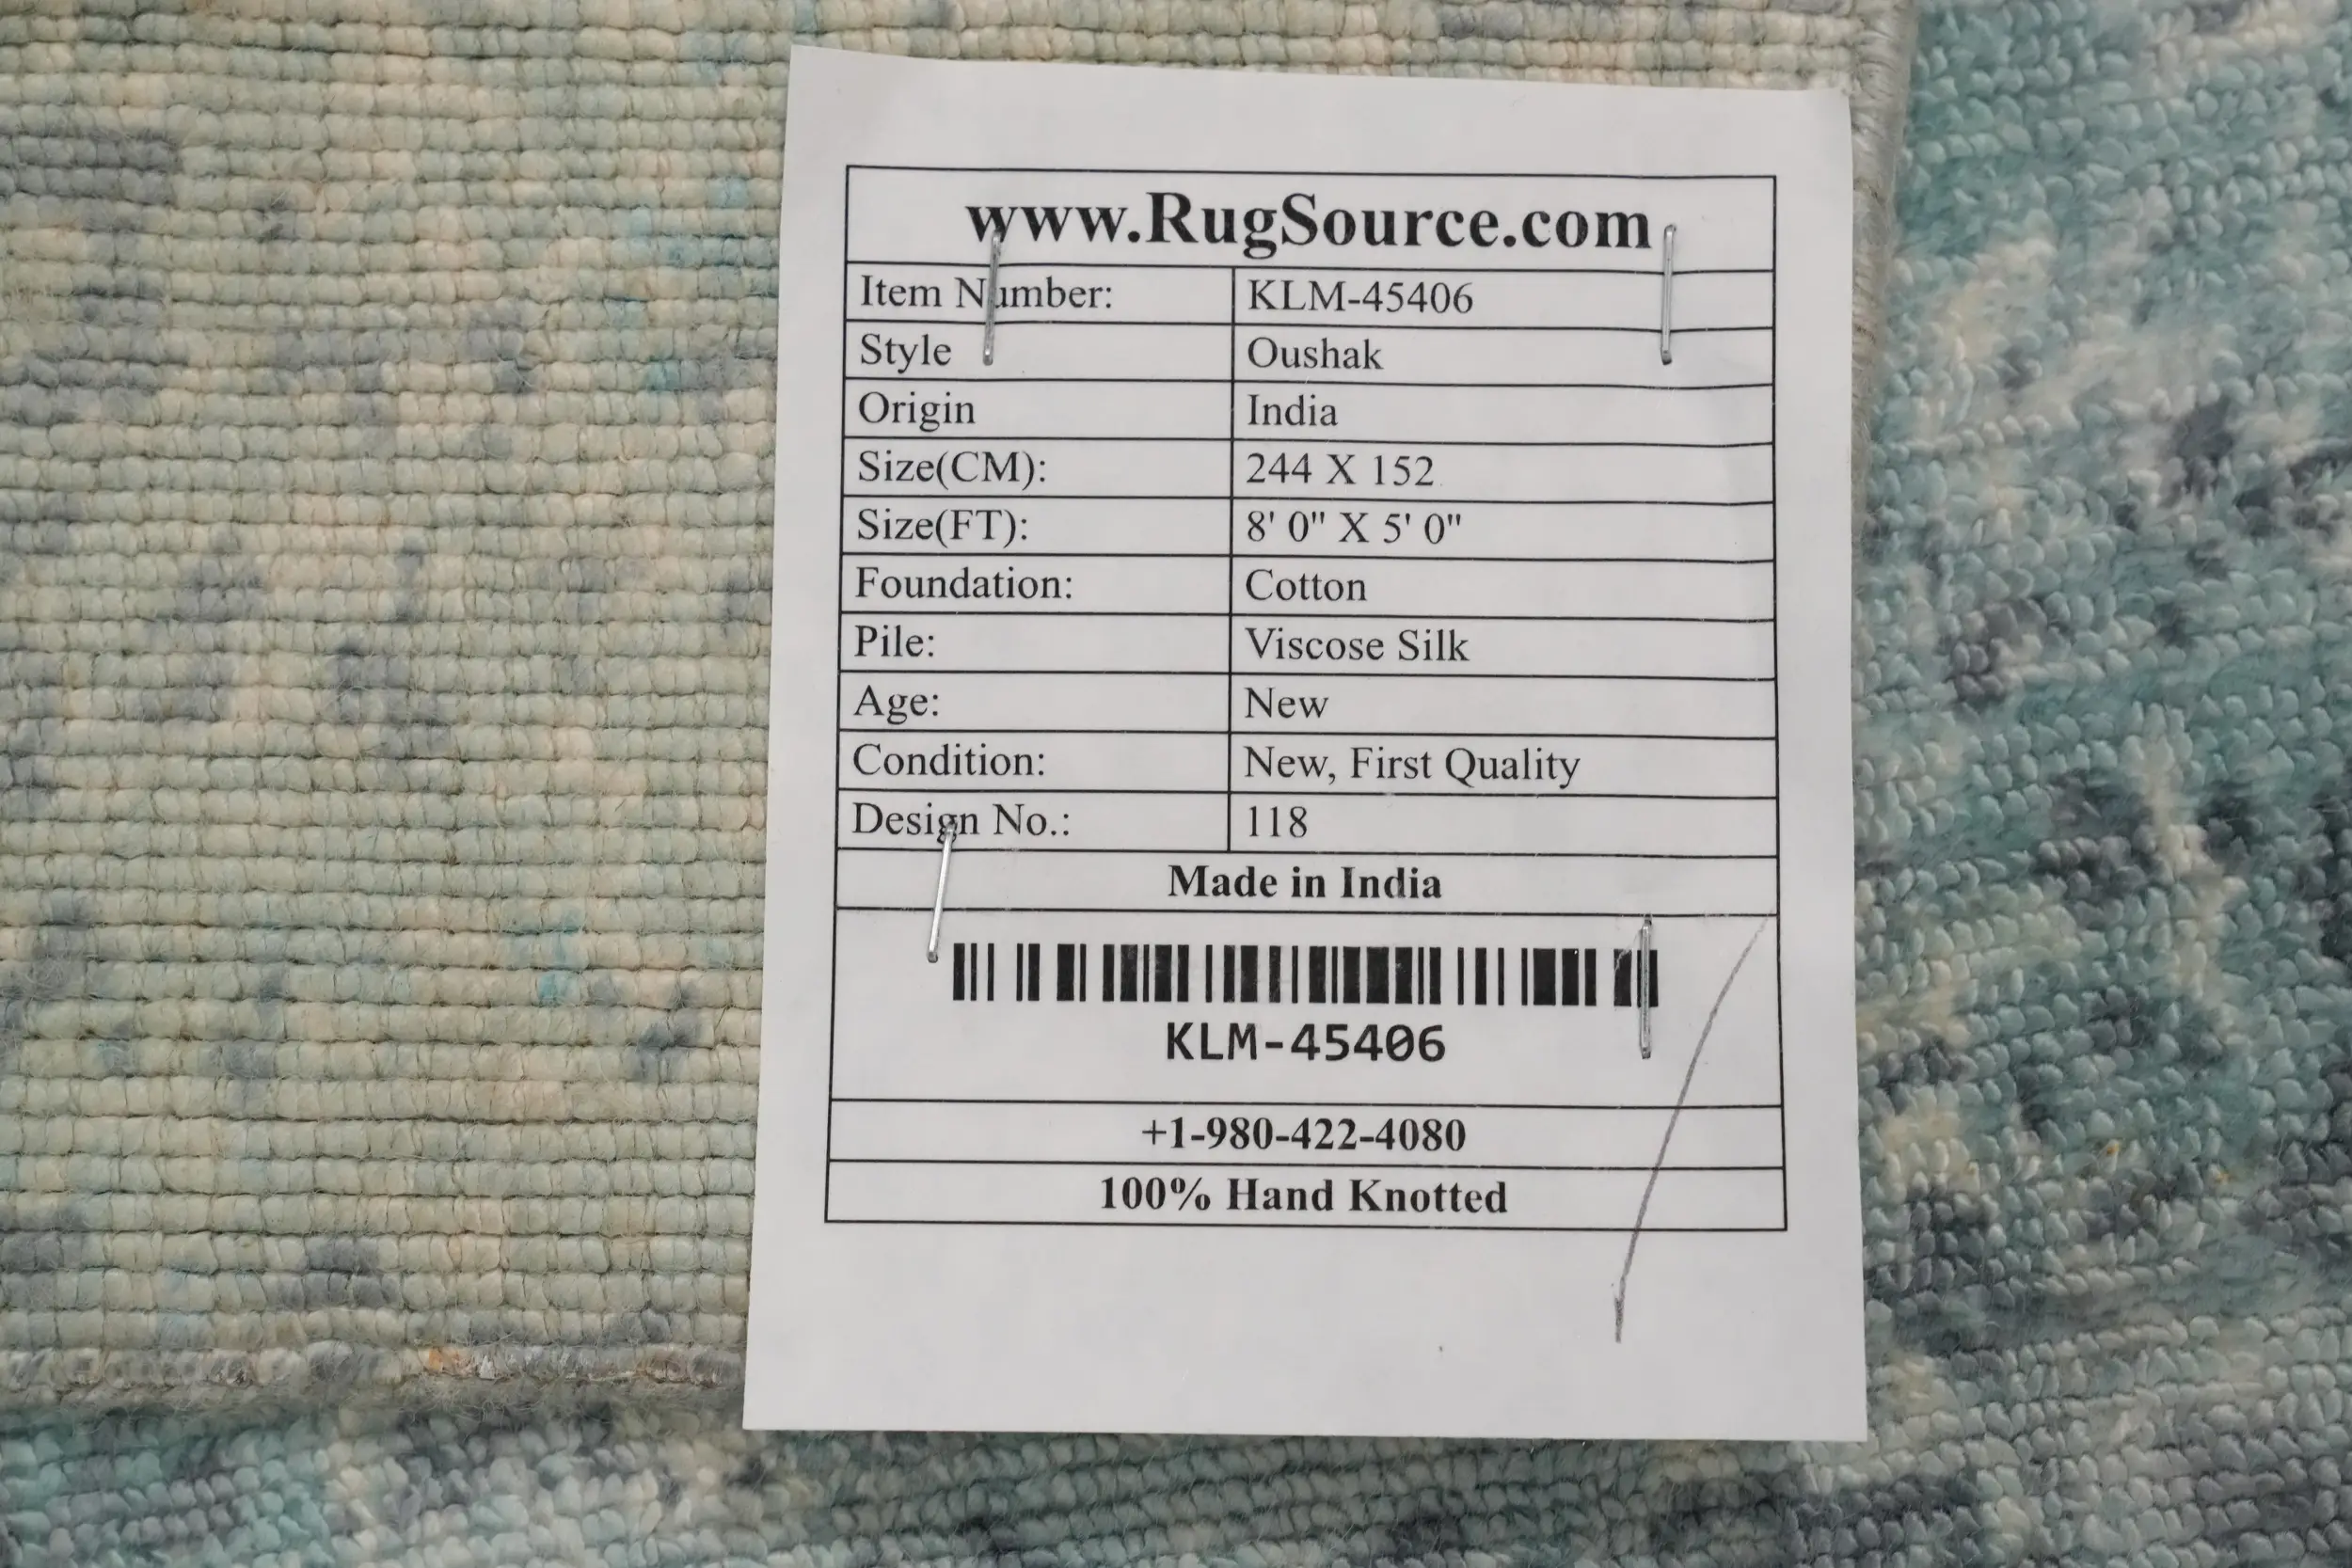 www.RugSource.com
Item Number: KLM-45406
Style Oushak
Origin India
Size(CM): 244 X 152
Size(FT): 8' 0" X 5' 0"
Foundation: Cotton
Pile: Viscose Silk
Age: New
Condition: New, First Quality
Design No.: 118
Made in India
KLM-45406
+1-980-422-4080
100% Hand Knotted